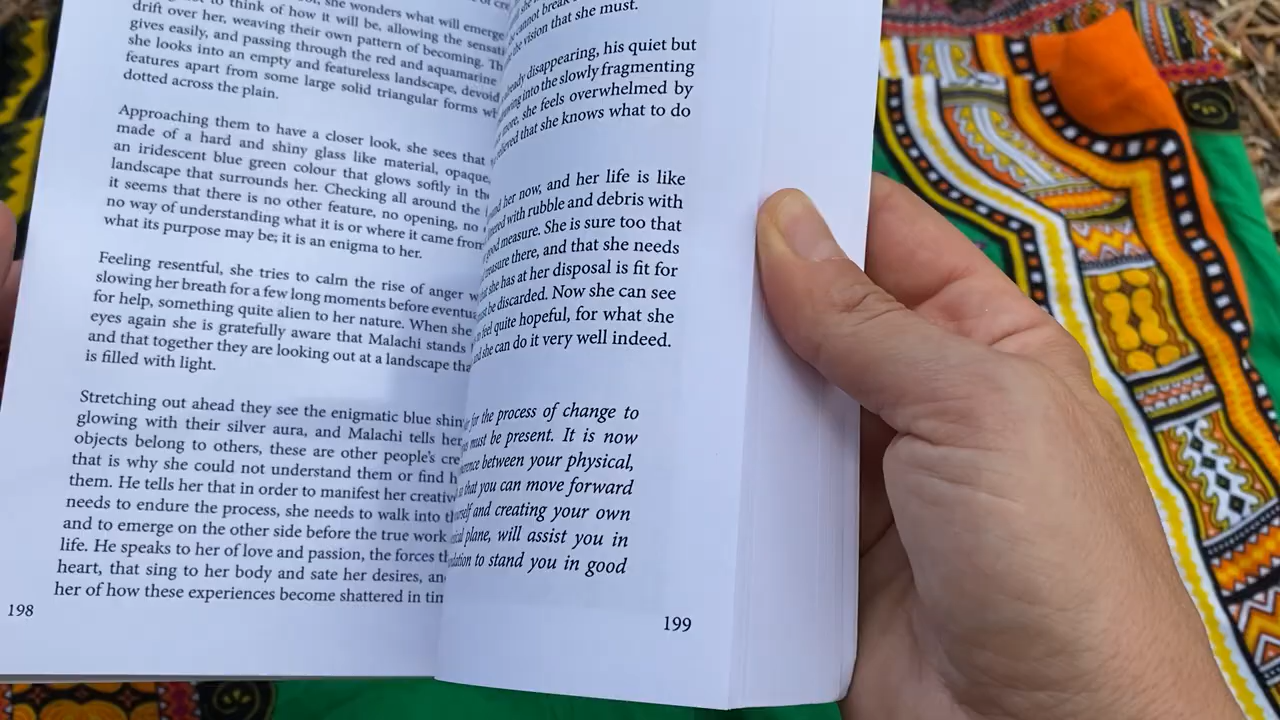 she wonders what will emerge
to think of how it will be, allowing the
drift over her, weaving their own pattern of becoming.
gives easily, and passing through the red and aquamarine
she looks into an empty and featureless landscape, devoid
features apart from some large solid triangular forms
dotted across the plain.
Approaching them to have a closer look, she sees that
made of a hard and shiny glass like material, opaque,
an iridescent blue green colour that glows softly in
landscape that surrounds her. Checking all around the
it seems that there is no other feature, no opening, no
no way of understanding what it is or where it came from
what its purpose may be; it is an enigma to her.
Feeling resentful, she tries to calm the rise of anger
slowing her breath for a few long moments before
for help, something quite alien to her nature. When she
eyes again she is gratefully aware that Malachi stands
and that together they are looking out at a landscape
is filled with light.
Stretching out ahead they see the enigmatic blue
glowing with their silver aura, and Malachi tells her
objects belong to others, these are other people's
that is why she could not understand them or find
them. He tells her that in order to manifest her
needs to endure the process, she needs to walk into
and to emerge on the other side before the true work
life. He speaks to her of love and passion, the forces
heart, that sing to her body and sate her desires,
her of how these experiences become shattered in
198
cannot
the vision that she must.
disappearing, his quiet but
into the slowly fragmenting
more, she feels overwhelmed by
that she knows what to do
her now, and her life is like
with rubble and debris with
good measure. She is sure too that
there, and that she needs
she has at her disposal is fit for
be discarded. Now she can see
feel quite hopeful, for what she
she can do it very well indeed.
for the process of change to
must be present. It is now
between your physical,
that you can move forward
and creating your own
plane, will assist you in
to stand you in good
199